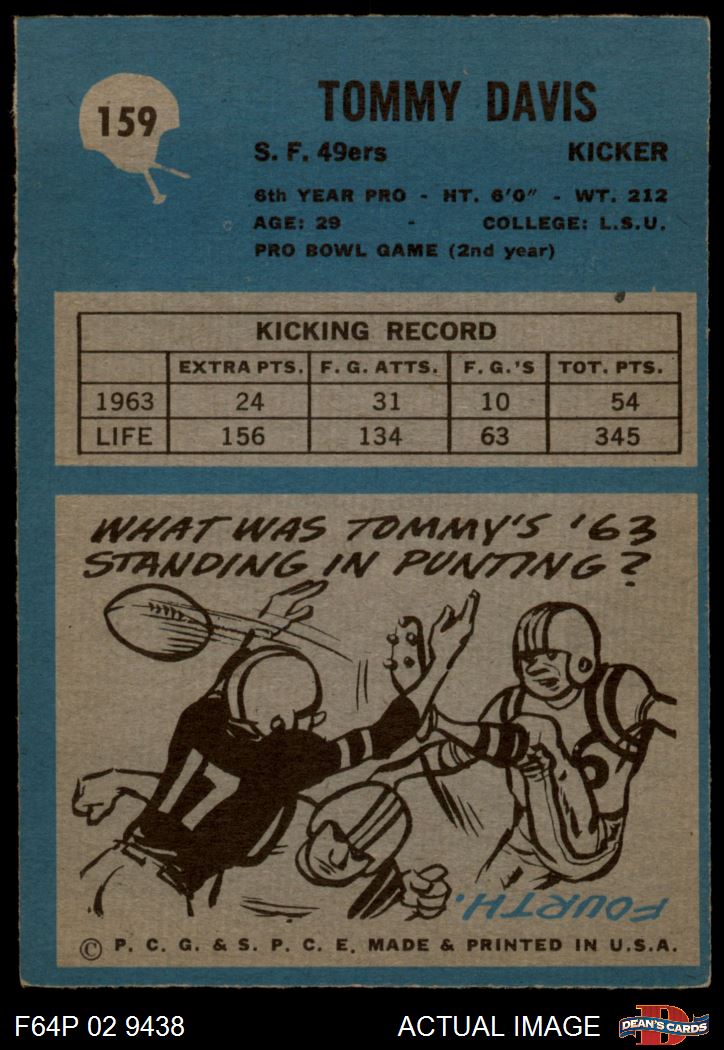 159
TOMMY DAVIS
S. F. 49ers KICKER
6th YEAR PRO - HT. 6'0" - WT. 212
AGE: 29 - COLLEGE: L.S.U.
PRO BOWL GAME (2nd year)
KICKING RECORD
EXTRA PTS. F. G. ATTS. F. G.'S TOT. PTS.
1963 24 31 10 54
LIFE 156 134 63 345
WHAT WAS TOMMY'S '63
STANDING IN PUNTING?
17
FOURTH.
© P. C. G. & S. P. C. E. MADE & PRINTED IN U.S.A.
F64P 02 9438 ACTUAL IMAGE D DEAN'S CARDS